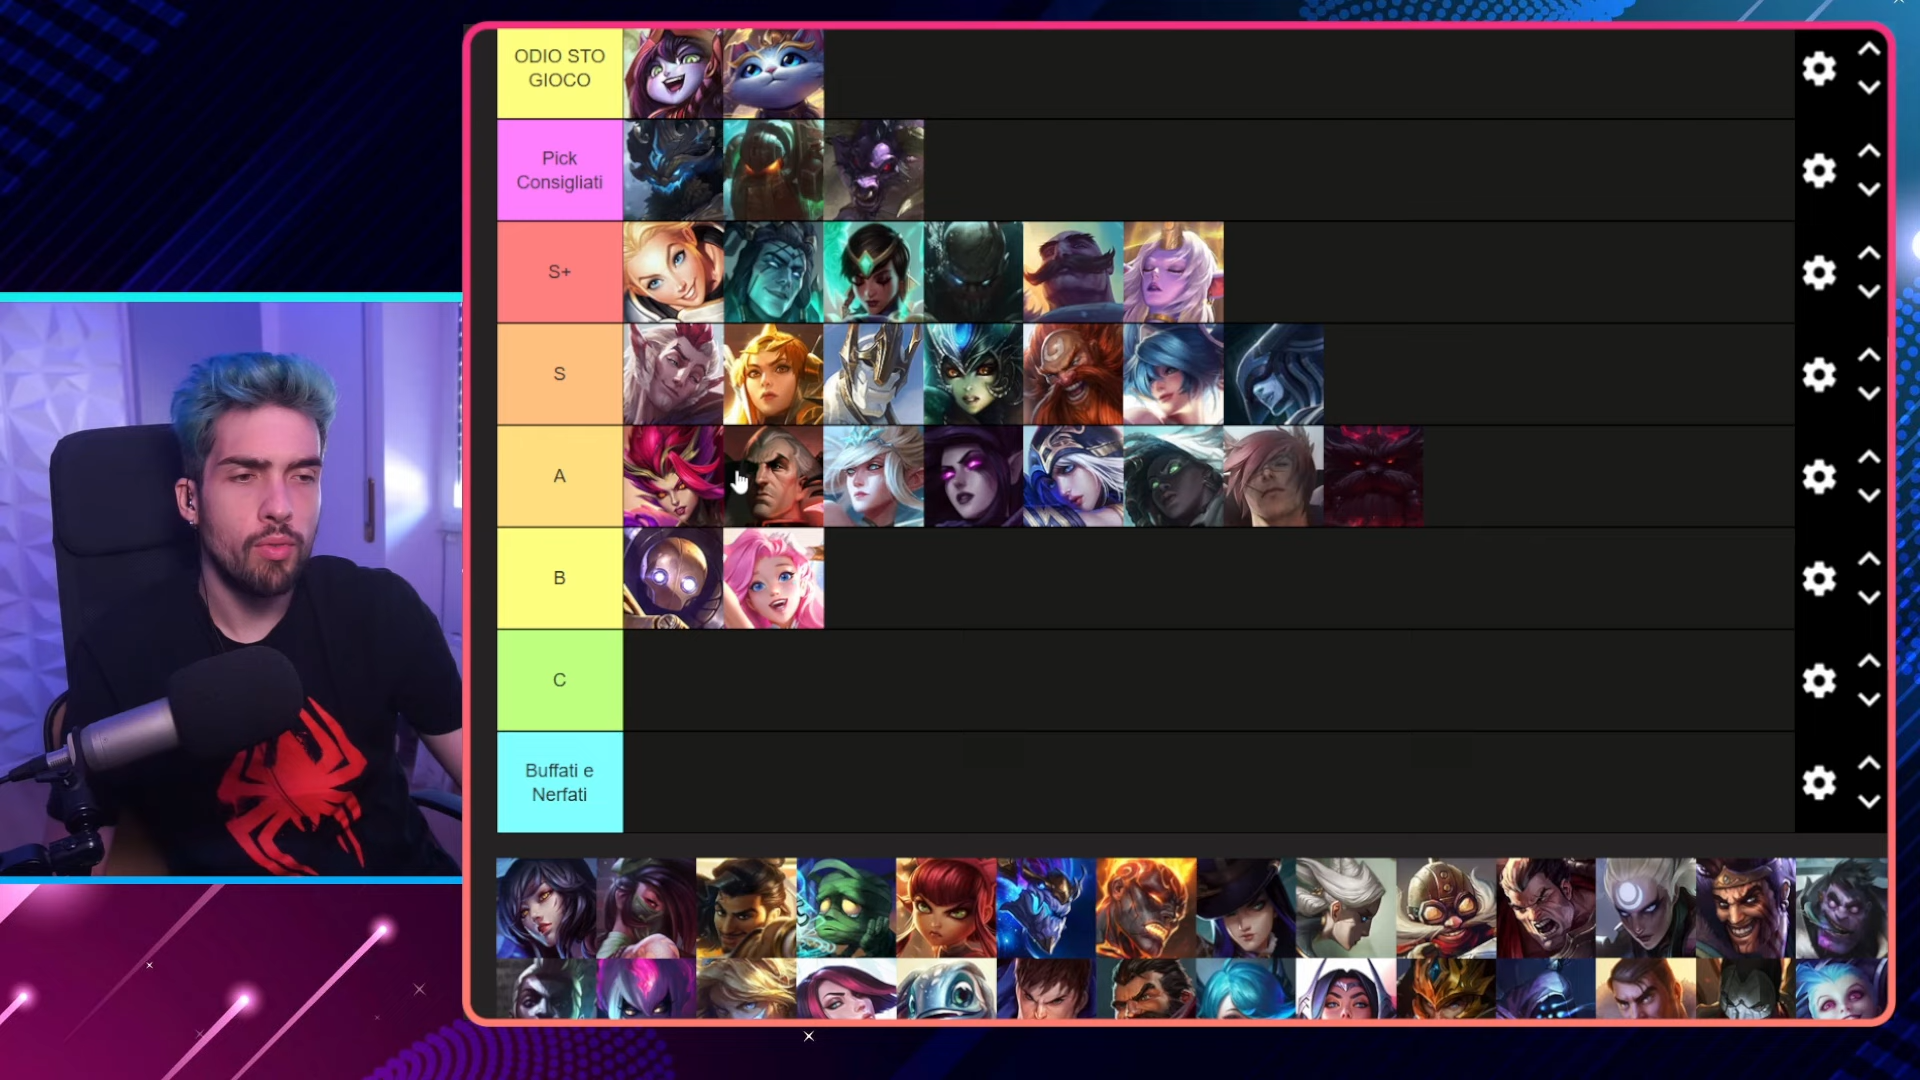 ODIO STO
GIOCO
Pick
Consigliati
S+
S
A
B
C
Buffati e
Nerfati